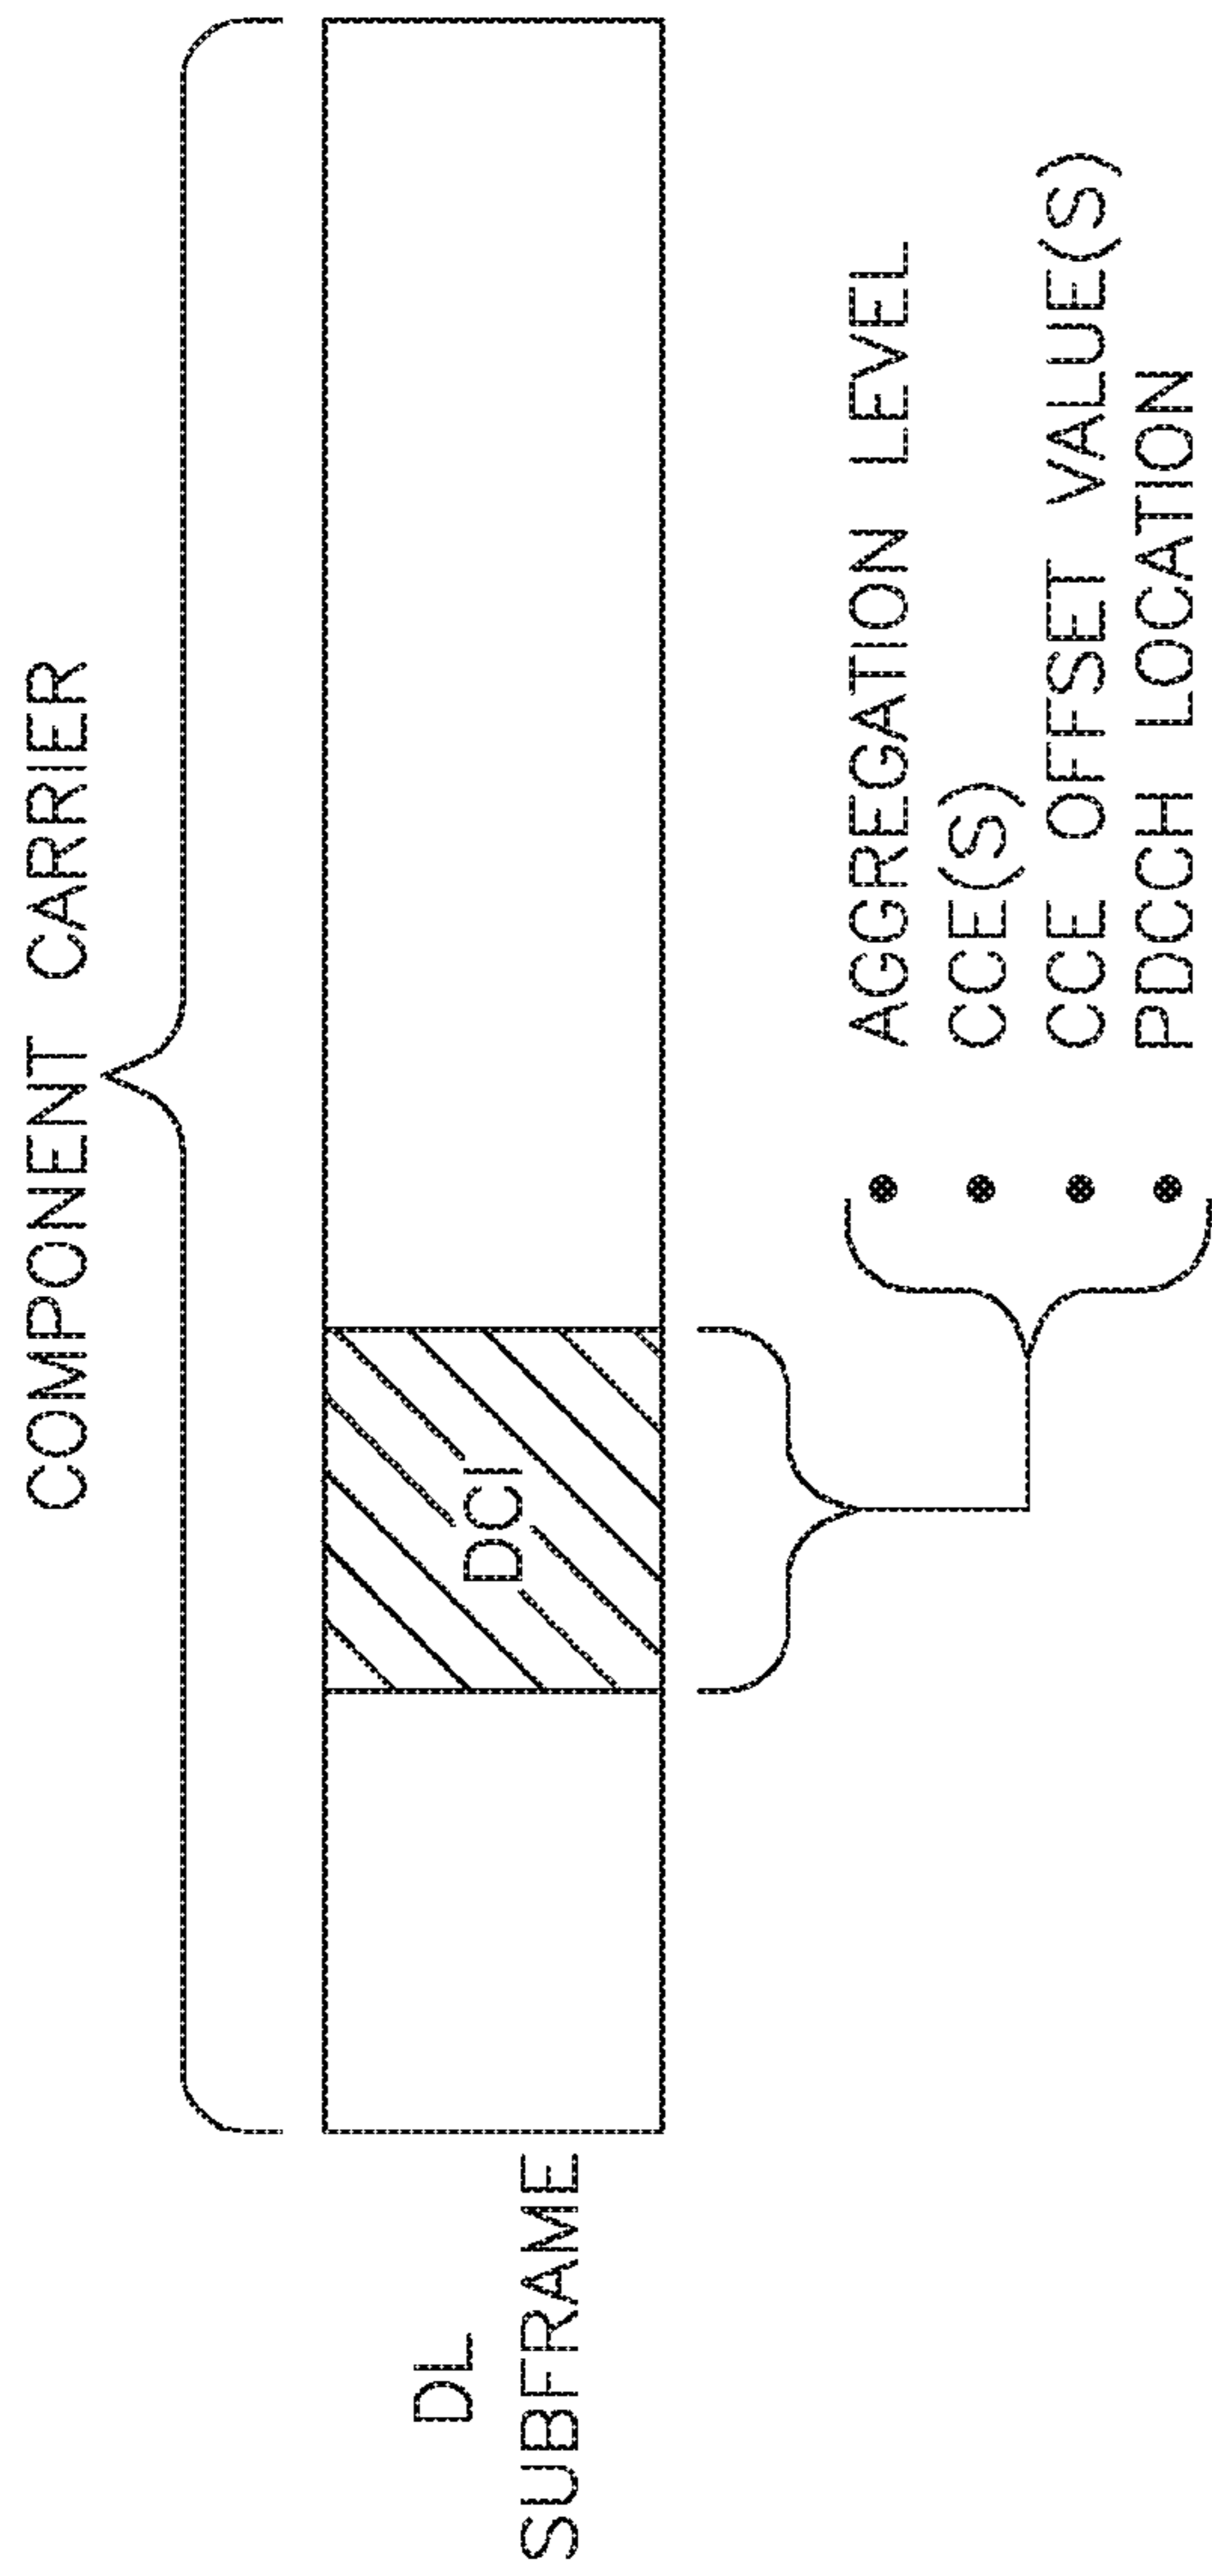 COMPONENT CARRIER
DL
SUBFRAME
DCI
AGGREGATION LEVEL
CCE(S)
CCE OFFSET VALUE(S)
PDCCH LOCATION